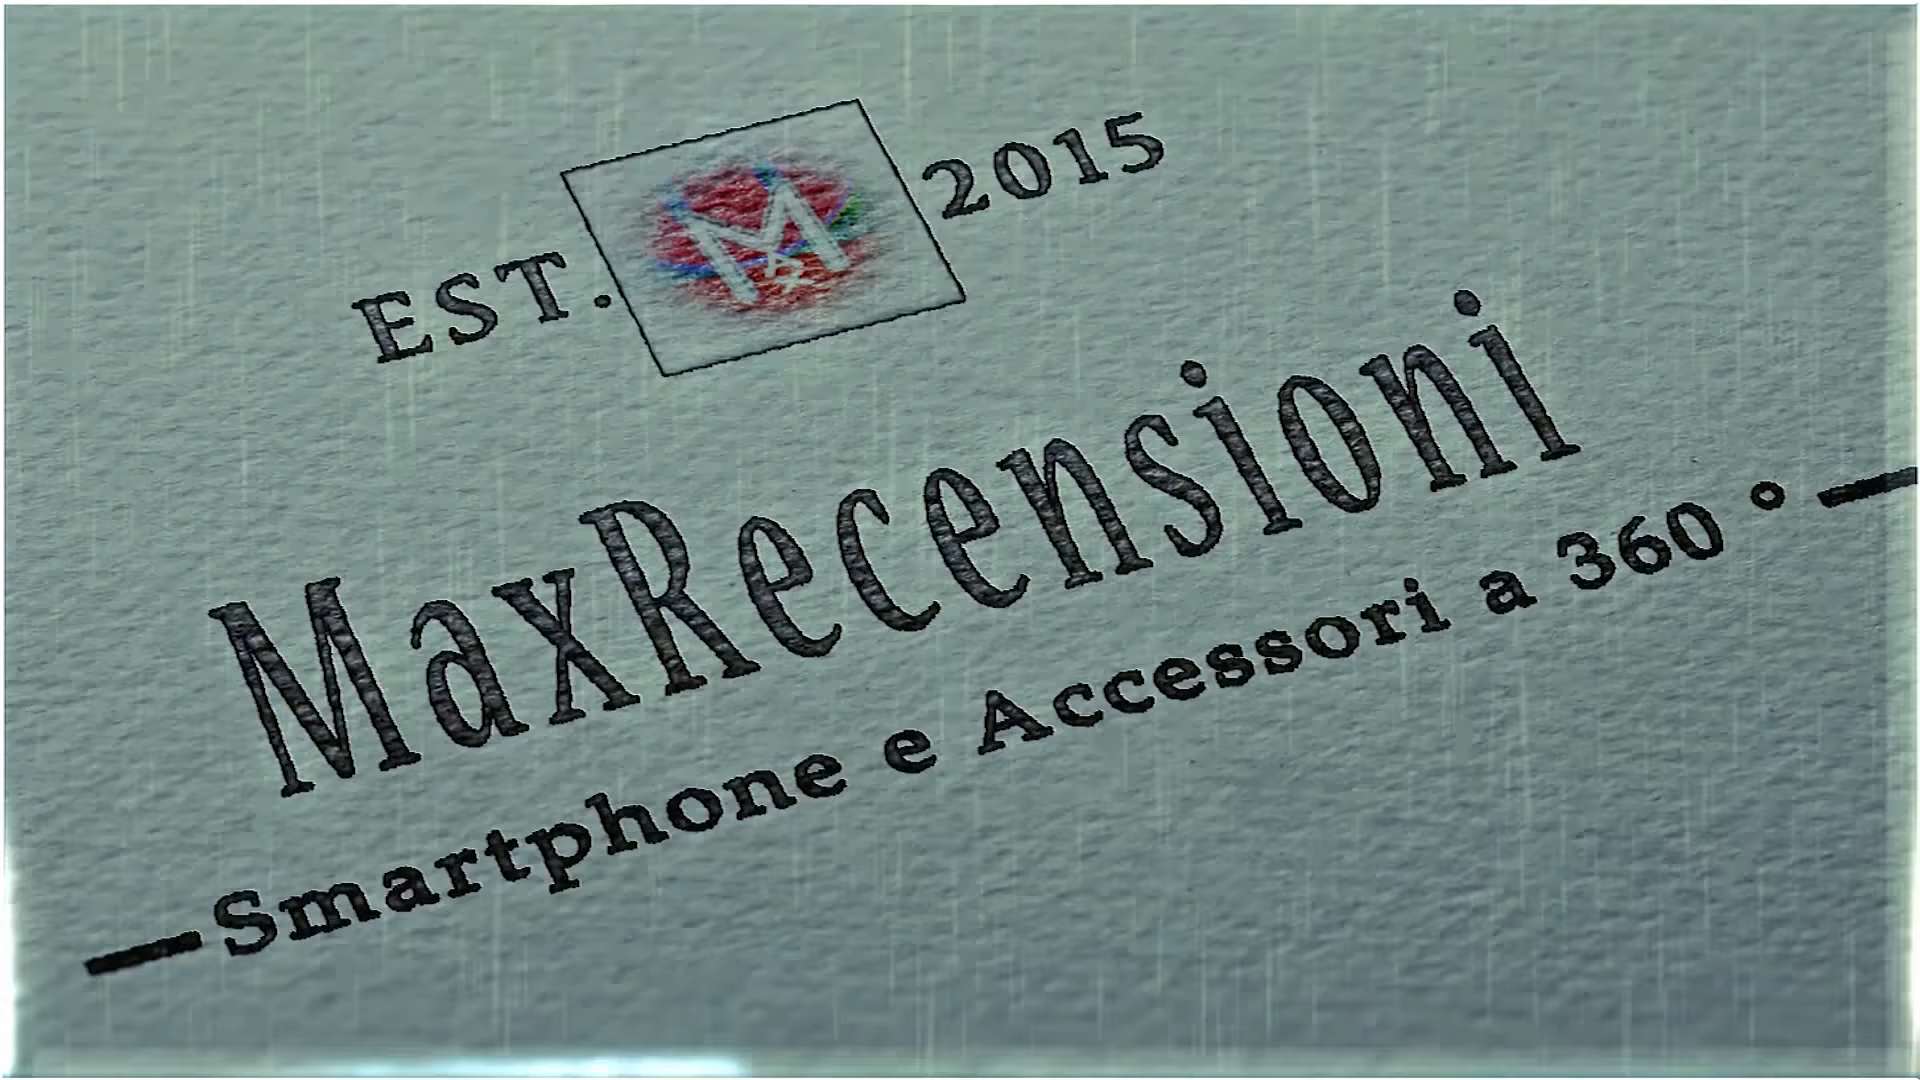 EST. M 2015
MaxRecensioni
— Smartphone e Accessori a 360 ° —